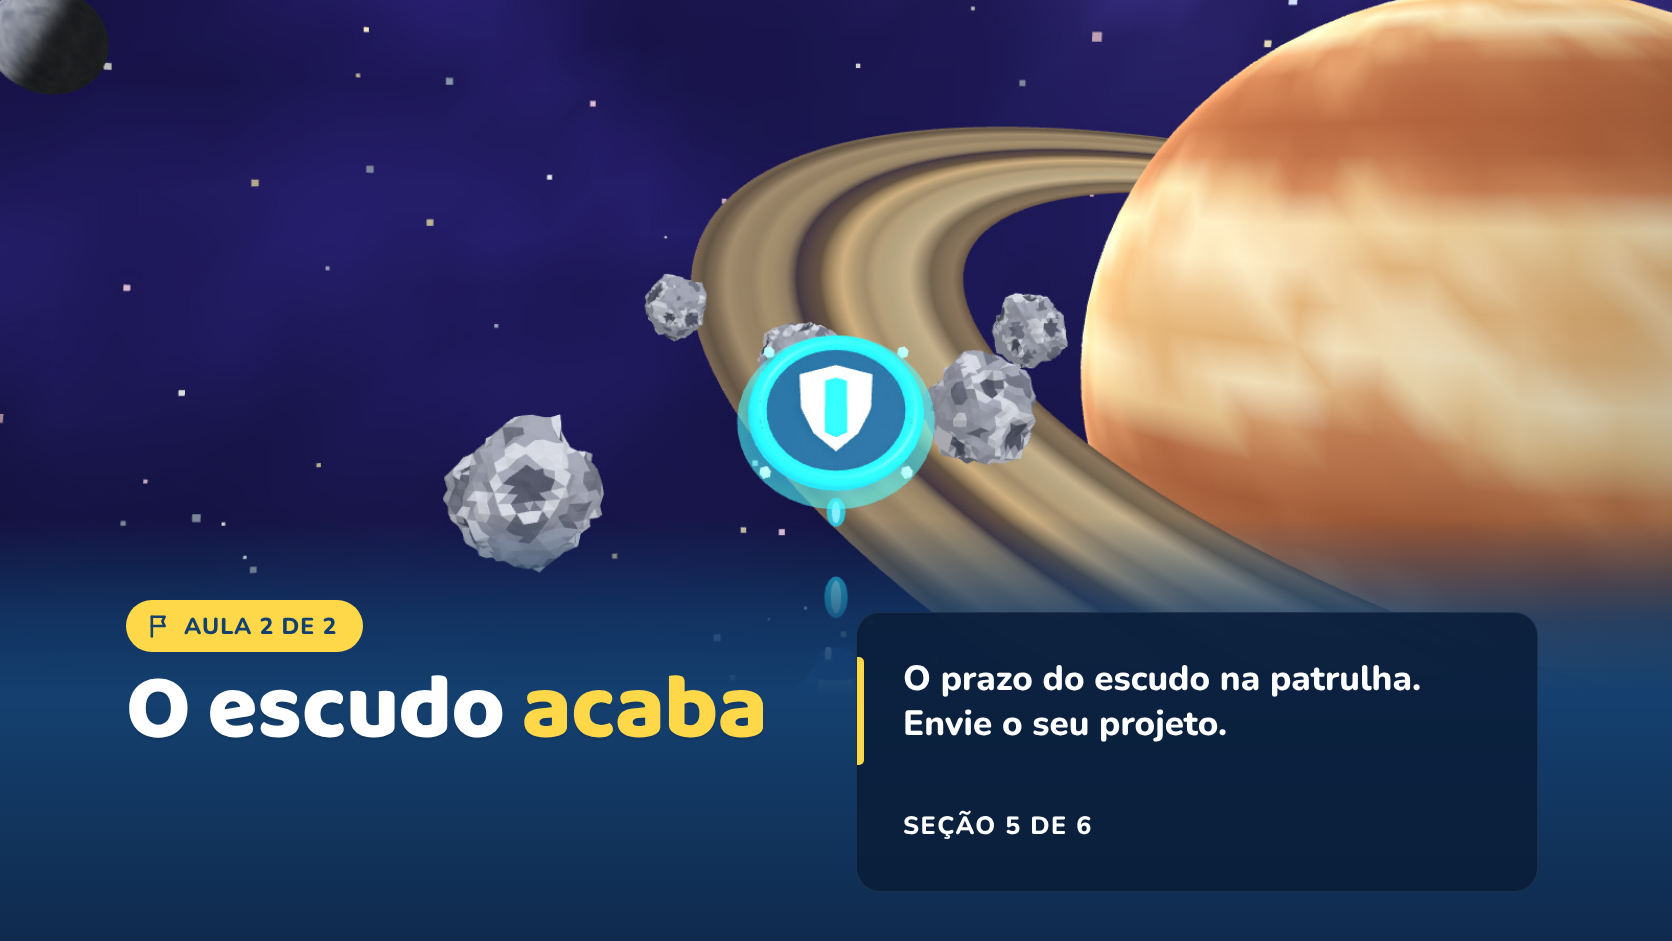 AULA 2 DE 2
O escudo acaba
O prazo do escudo na patrulha.
Envie o seu projeto.
SEÇÃO 5 DE 6